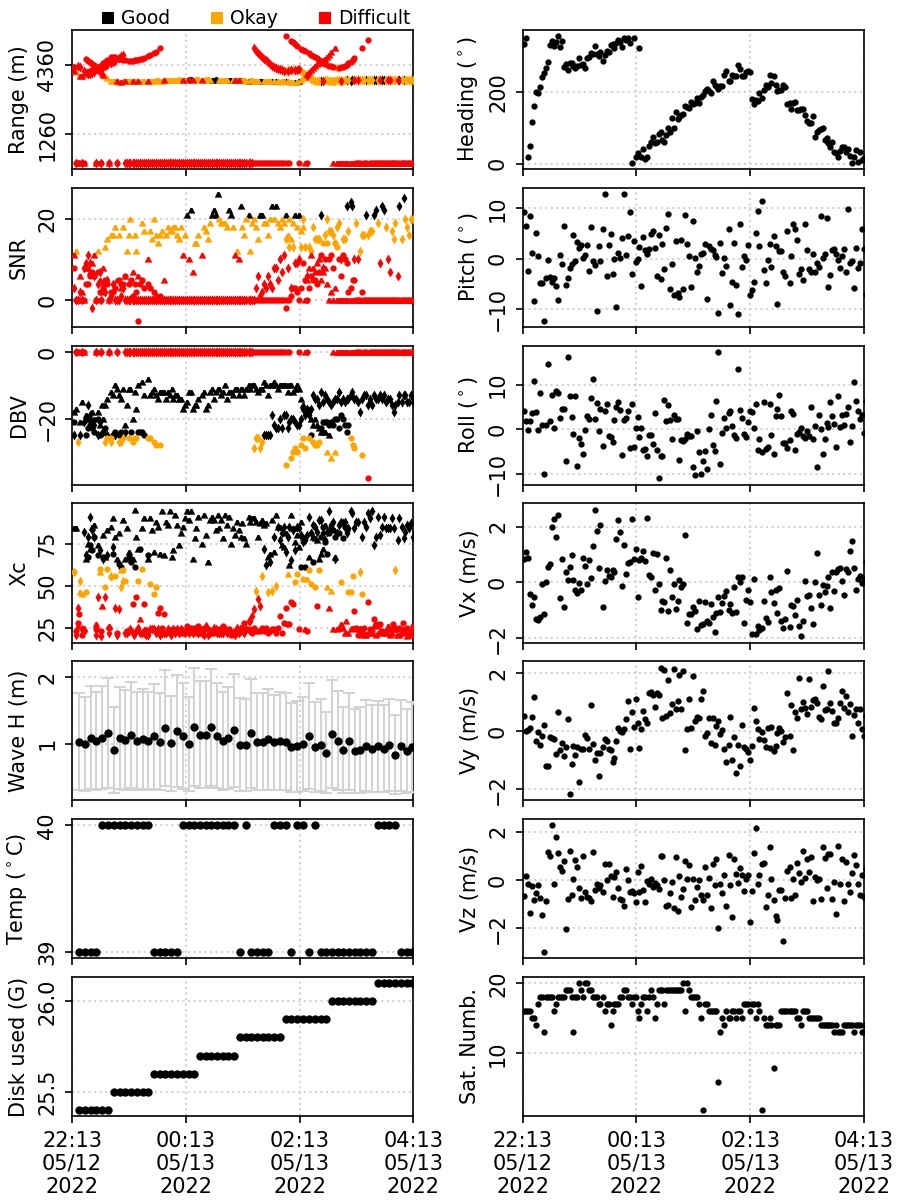 Good Okay Difficult
Range (m)
4360
1260
SNR
20
0
DBV
0
−20
Xc
75
50
25
Wave H (m)
2
1
Temp (°C)
40
39
Disk used (G)
26.0
25.5
22:13 00:13 02:13 04:13
05/12 05/13 05/13 05/13
2022 2022 2022 2022
Heading (°)
200
0
Pitch (°)
10
0
−10
Roll (°)
10
0
−10
Vx (m/s)
2
0
−2
Vy (m/s)
2
0
−2
Vz (m/s)
2
0
−2
Sat. Numb.
20
10
22:13 00:13 02:13 04:13
05/12 05/13 05/13 05/13
2022 2022 2022 2022